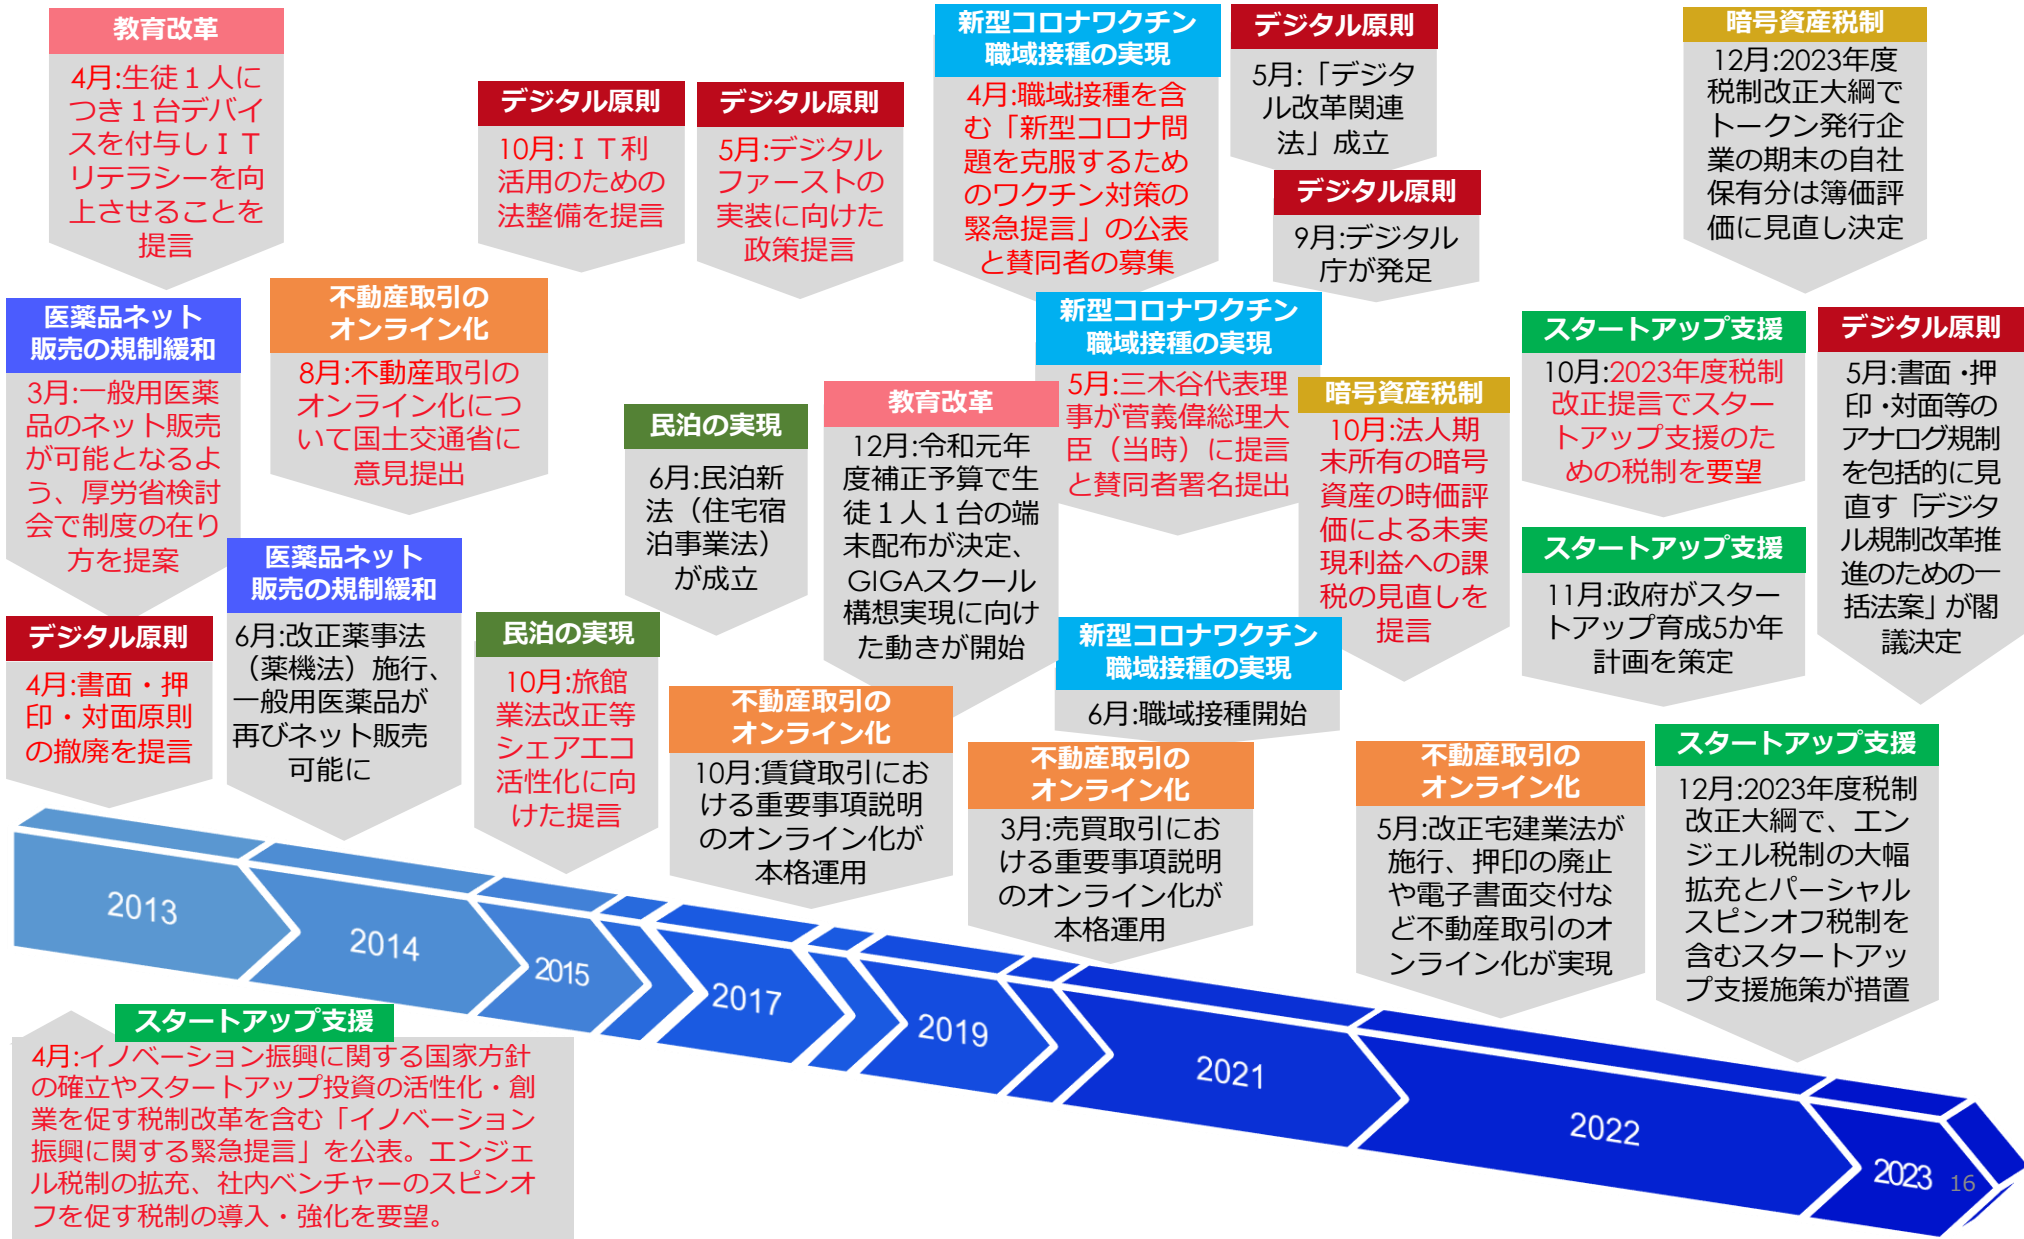 教育改革
4月:生徒１人に
つき１台デバイ
スを付与しＩＴ
リテラシーを向
上させることを
提言
医薬品ネット
販売の規制緩和
3月:一般用医薬
品のネット販売
が可能となるよ
う、厚労省検討
会で制度の在り
方を提案
デジタル原則
4月:書面・押
印・対面原則
の撤廃を提言
不動産取引の
オンライン化
8月:不動産取引の
オンライン化につ
いて国土交通省に
意見提出
医薬品ネット
販売の規制緩和
6月:改正薬事法
（薬機法）施行、
一般用医薬品が
再びネット販売
可能に
デジタル原則
10月:ＩＴ利
活用のための
法整備を提言
民泊の実現
10月:旅館
業法改正等
シェアエコ
活性化に向
けた提言
デジタル原則
5月:デジタル
ファーストの
実装に向けた
政策提言
民泊の実現
6月:民泊新
法（住宅宿
泊事業法）
が成立
不動産取引の
オンライン化
10月:賃貸取引にお
ける重要事項説明
のオンライン化が
本格運用
教育改革
12月:令和元年
度補正予算で生
徒１人１台の端
末配布が決定、
GIGAスクール
構想実現に向け
た動きが開始
新型コロナワクチン
職域接種の実現
4月:職域接種を含
む「新型コロナ問
題を克服するため
のワクチン対策の
緊急提言」の公表
と賛同者の募集
新型コロナワクチン
職域接種の実現
5月:三木谷代表理
事が菅義偉総理大
臣（当時）に提言
と賛同者署名提出
新型コロナワクチン
職域接種の実現
6月:職域接種開始
不動産取引の
オンライン化
3月:売買取引にお
ける重要事項説明
のオンライン化が
本格運用
デジタル原則
5月:「デジタ
ル改革関連
法」成立
デジタル原則
9月:デジタル
庁が発足
暗号資産税制
10月:法人期
末所有の暗号
資産の時価評
価による未実
現利益への課
税の見直しを
提言
不動産取引の
オンライン化
5月:改正宅建業法が
施行、押印の廃止
や電子書面交付な
ど不動産取引のオ
ンライン化が実現
暗号資産税制
12月:2023年度
税制改正大綱で
トークン発行企
業の期末の自社
保有分は簿価評
価に見直し決定
スタートアップ支援
10月:2023年度税制
改正提言でスター
トアップ支援のた
めの税制を要望
スタートアップ支援
11月:政府がスター
トアップ育成5か年
計画を策定
スタートアップ支援
12月:2023年度税制
改正大綱で、エン
ジェル税制の大幅
拡充とパーシャル
スピンオフ税制を
含むスタートアッ
プ支援施策が措置
デジタル原則
5月:書面・押
印・対面等の
アナログ規制
を包括的に見
直す「デジタ
ル規制改革推
進のための一
括法案」が閣
議決定
2013
2014
2015
2017
2019
2021
2022
2023
スタートアップ支援
4月:イノベーション振興に関する国家方針
の確立やスタートアップ投資の活性化・創
業を促す税制改革を含む「イノベーション
振興に関する緊急提言」を公表。エンジェ
ル税制の拡充、社内ベンチャーのスピンオ
フを促す税制の導入・強化を要望。
16